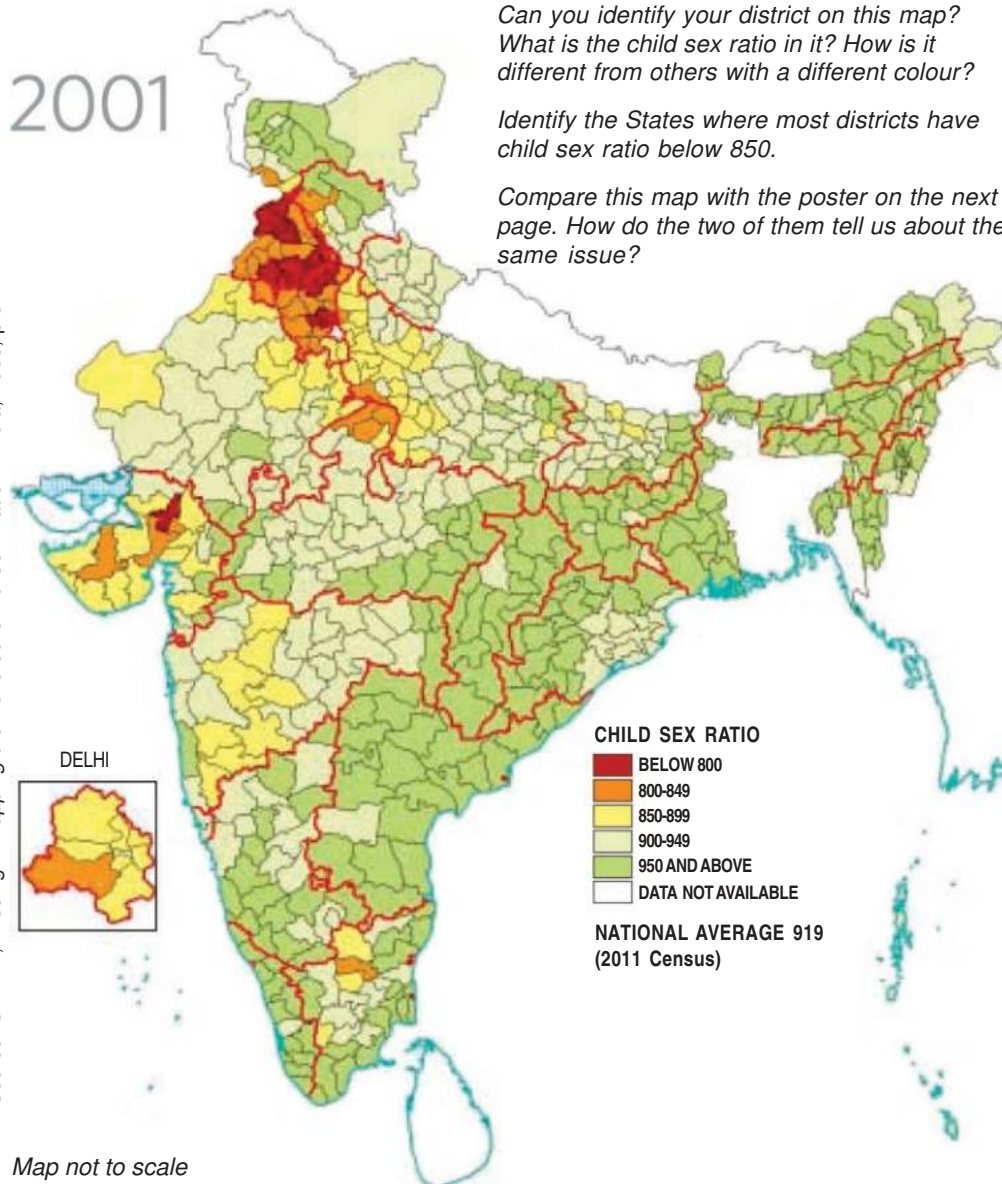 2001
Can you identify your district on this map?
What is the child sex ratio in it? How is it
different from others with a different colour?
Identify the States where most districts have
child sex ratio below 850.
Compare this map with the poster on the next
page. How do the two of them tell us about the
same issue?
DELHI
CHILD SEX RATIO
BELOW 800
800-849
850-899
900-949
950 AND ABOVE
DATA NOT AVAILABLE
NATIONAL AVERAGE 919
(2011 Census)
Map not to scale